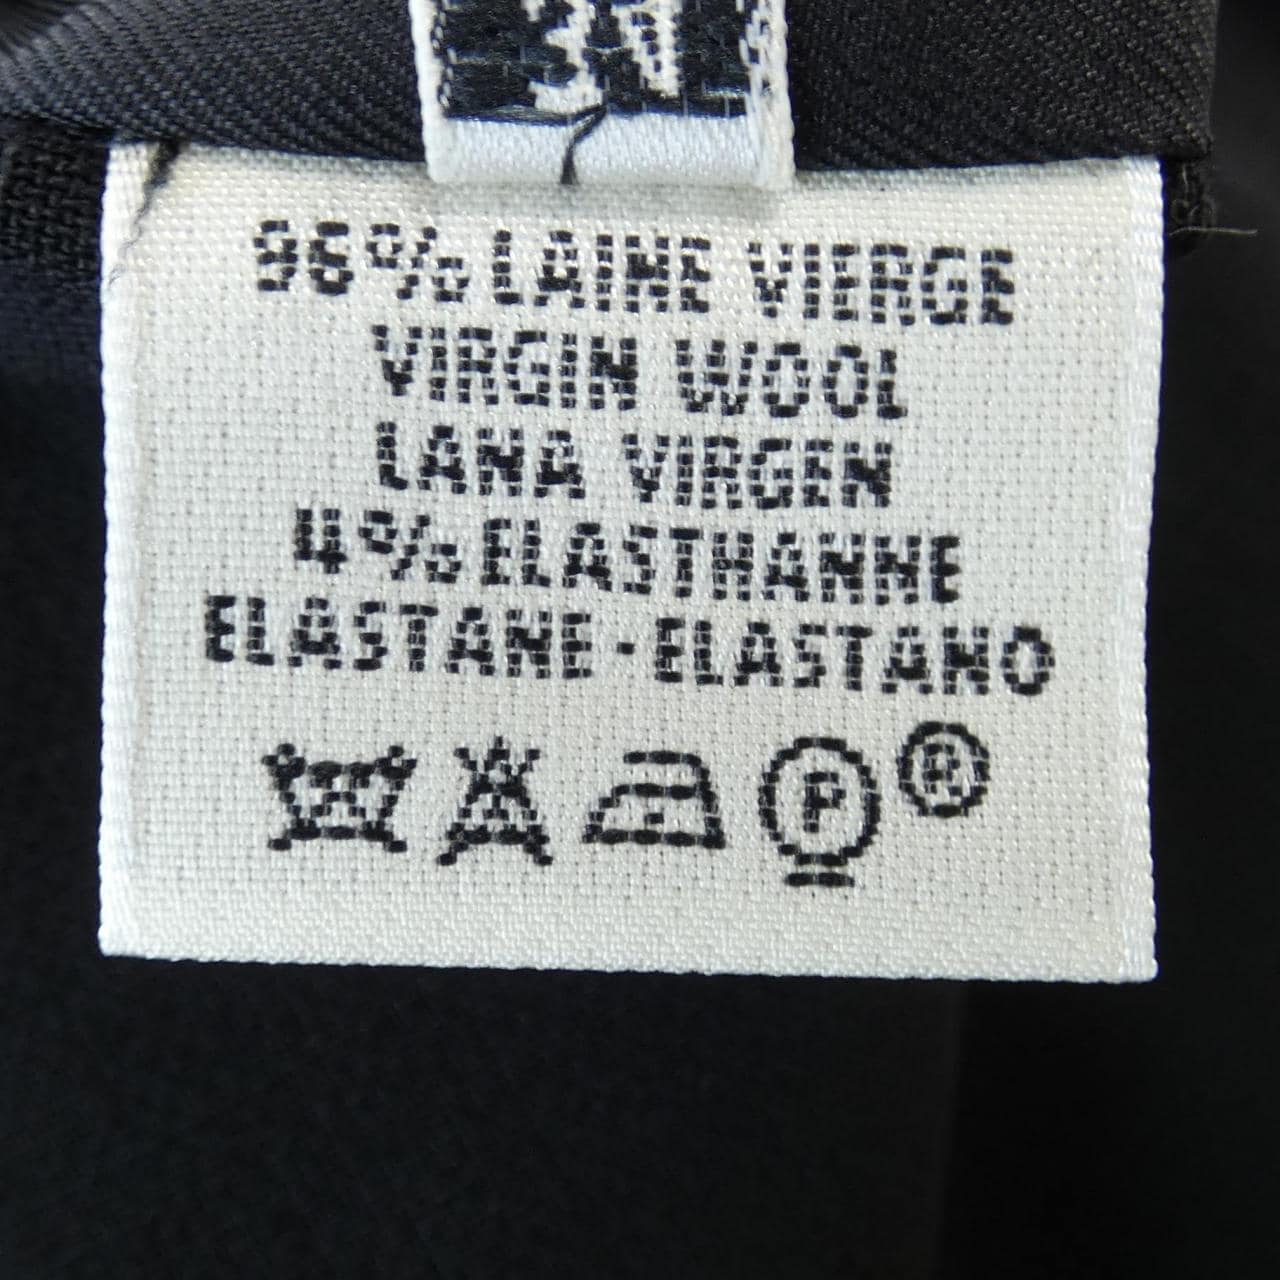 96% LAINE VIERGE
VIRGIN WOOL
LANA VIRGEN
4% ELASTHANNE
ELASTANE · ELASTANO
P ®